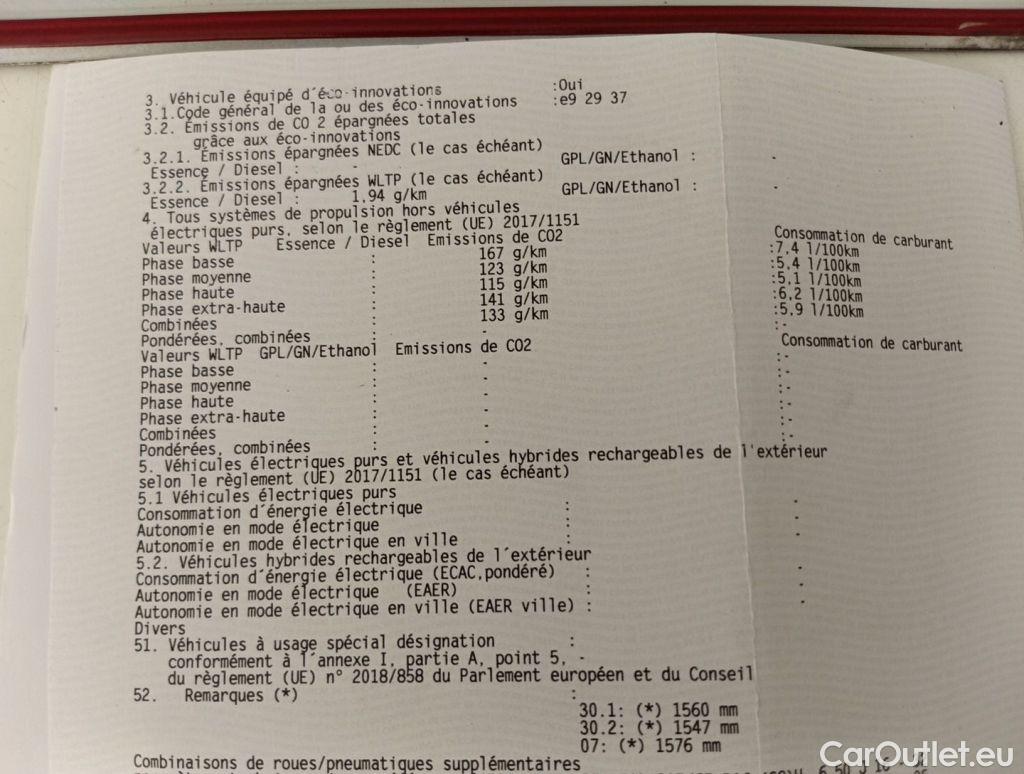 3. Véhicule équipé d'éco-innovations :Oui
3.1.Code général de la ou des éco-innovations :e9 29 37
3.2. Émissions de CO 2 épargnées totales
grâce aux éco-innovations
3.2.1. Émissions épargnées NEDC (le cas échéant)
Essence / Diesel : - GPL/GN/Ethanol : -
3.2.2. Émissions épargnées WLTP (le cas échéant)
Essence / Diesel : 1,94 g/km GPL/GN/Ethanol : -
4. Tous systèmes de propulsion hors véhicules
électriques purs, selon le règlement (UE) 2017/1151
Valeurs WLTP Essence / Diesel Emissions de CO2 Consommation de carburant
Phase basse : 167 g/km :7,4 l/100km
Phase moyenne : 123 g/km :5,4 l/100km
Phase haute : 115 g/km :5,1 l/100km
Phase extra-haute : 141 g/km :6,2 l/100km
Combinées : 133 g/km :5,9 l/100km
Pondérées, combinées : - :-
Valeurs WLTP GPL/GN/Ethanol Emissions de CO2 Consommation de carburant
Phase basse : - :-
Phase moyenne : - :-
Phase haute : - :-
Phase extra-haute : - :-
Combinées : - :-
Pondérées, combinées : - :-
5. Véhicules électriques purs et véhicules hybrides rechargeables de l'extérieur
selon le règlement (UE) 2017/1151 (le cas échéant)
5.1 Véhicules électriques purs
Consommation d'énergie électrique : -
Autonomie en mode électrique : -
Autonomie en mode électrique en ville : -
5.2. Véhicules hybrides rechargeables de l'extérieur
Consommation d'énergie électrique (ECAC,pondéré) : -
Autonomie en mode électrique (EAER) : -
Autonomie en mode électrique en ville (EAER ville) : -
Divers
51. Véhicules à usage spécial désignation :
conformément à l'annexe I, partie A, point 5, -
du règlement (UE) n° 2018/858 du Parlement européen et du Conseil
52. Remarques (*) :
30.1: (*) 1560 mm
30.2: (*) 1547 mm
07: (*) 1576 mm
Combinaisons de roues/pneumatiques supplémentaires
CarOutlet.eu